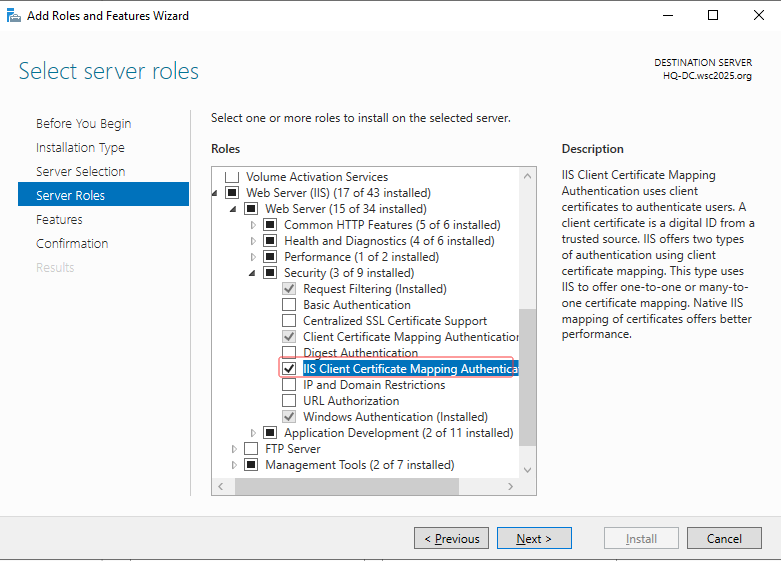 Add Roles and Features Wizard
Select server roles
DESTINATION SERVER
HQ-DC.wsc2025.org
Before You Begin
Installation Type
Server Selection
Server Roles
Features
Confirmation
Results
Select one or more roles to install on the selected server.
Roles
Volume Activation Services
Web Server (IIS) (17 of 43 installed)
Web Server (15 of 34 installed)
Common HTTP Features (5 of 6 installed)
Health and Diagnostics (4 of 6 installed)
Performance (1 of 2 installed)
Security (3 of 9 installed)
Request Filtering (Installed)
Basic Authentication
Centralized SSL Certificate Support
Client Certificate Mapping Authentication
Digest Authentication
IIS Client Certificate Mapping Authentica
IP and Domain Restrictions
URL Authorization
Windows Authentication (Installed)
Application Development (2 of 11 installed)
FTP Server
Management Tools (2 of 7 installed)
Description
IIS Client Certificate Mapping
Authentication uses client
certificates to authenticate users. A
client certificate is a digital ID from a
trusted source. IIS offers two types
of authentication using client
certificate mapping. This type uses
IIS to offer one-to-one or many-to-
one certificate mapping. Native IIS
mapping of certificates offers better
performance.
< Previous
Next >
Install
Cancel